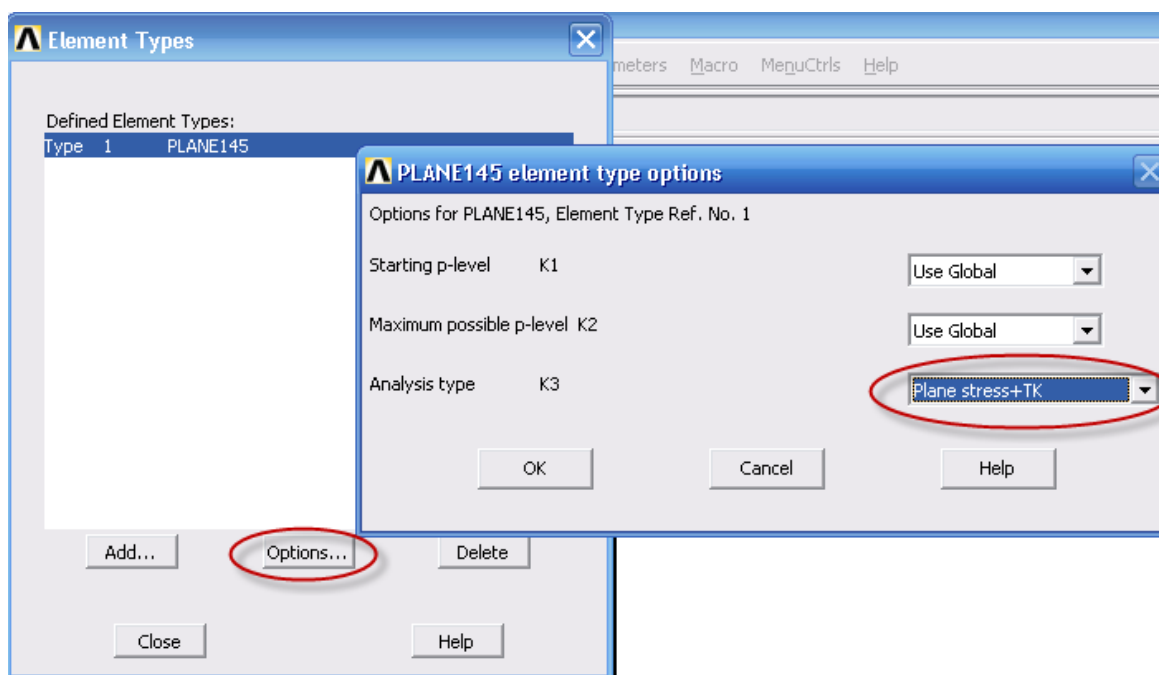 Element Types
meters Macro MenuCtrls Help
Defined Element Types:
Type 1 PLANE145
PLANE145 element type options
Options for PLANE145, Element Type Ref. No. 1
Starting p-level K1 Use Global
Maximum possible p-level K2 Use Global
Analysis type K3 Plane stress+TK
OK Cancel Help
Add... Options... Delete
Close Help